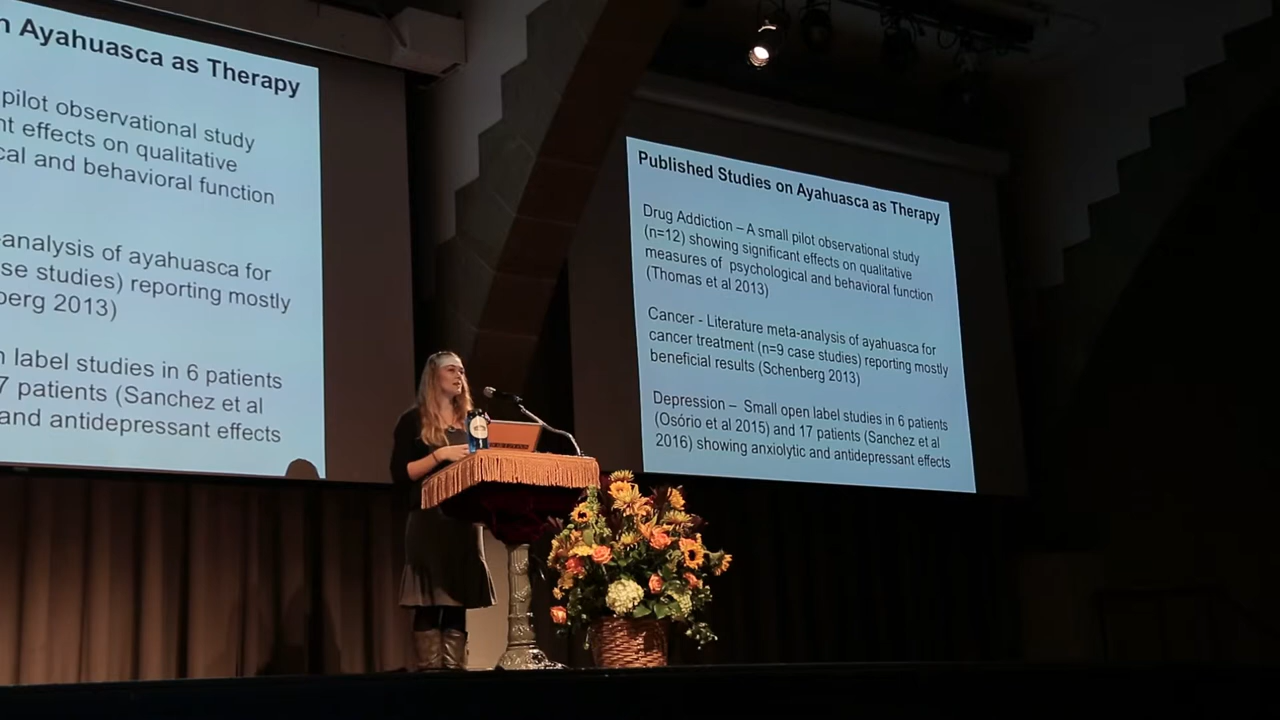 n Ayahuasca as Therapy
pilot observational study
nt effects on qualitative
cal and behavioral function
-analysis of ayahuasca for
se studies) reporting mostly
berg 2013)
n label studies in 6 patients
7 patients (Sanchez et al
and antidepressant effects
Published Studies on Ayahuasca as Therapy
Drug Addiction – A small pilot observational study
(n=12) showing significant effects on qualitative
measures of psychological and behavioral function
(Thomas et al 2013)
Cancer - Literature meta-analysis of ayahuasca for
cancer treatment (n=9 case studies) reporting mostly
beneficial results (Schenberg 2013)
Depression – Small open label studies in 6 patients
(Osório et al 2015) and 17 patients (Sanchez et al
2016) showing anxiolytic and antidepressant effects